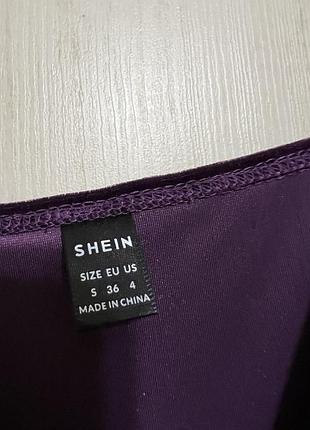 SHEIN
SIZE EU US
S 36 4
MADE IN CHINA